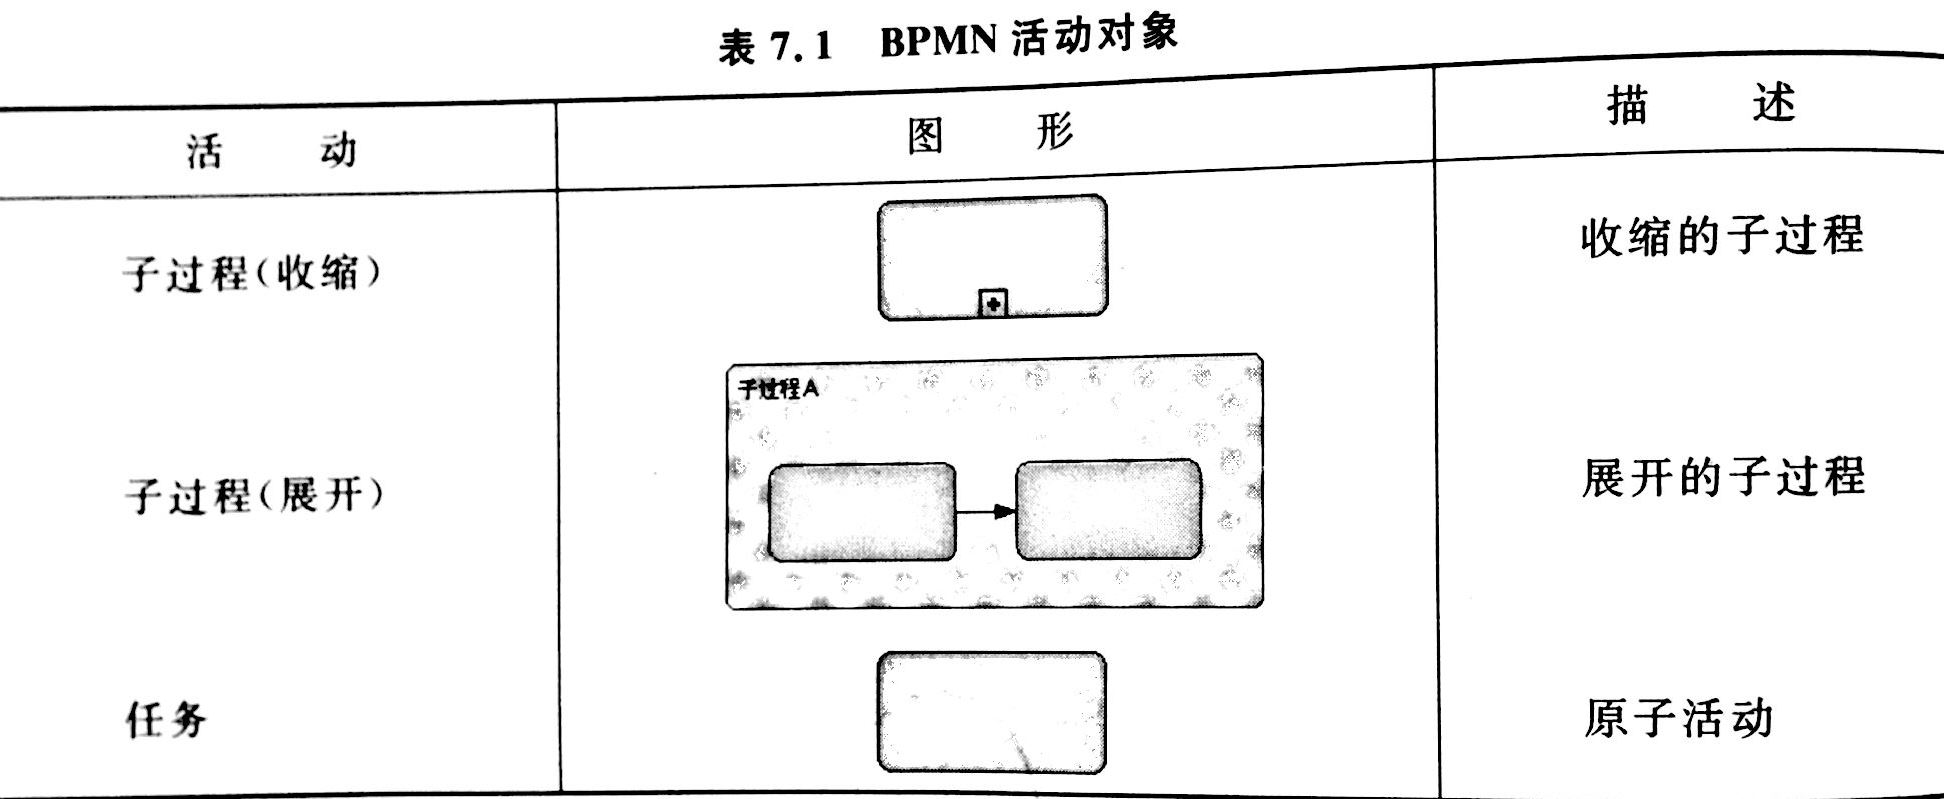 表 7.1 BPMN 活动对象
活 动 图 形 描 述
子过程(收缩) 收缩的子过程
子过程A
子过程(展开) 展开的子过程
任务 原子活动